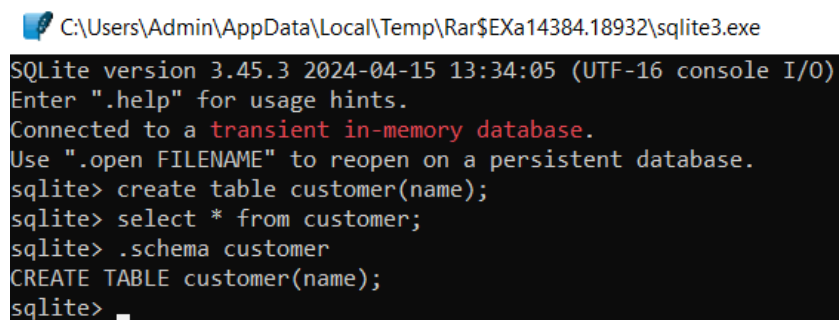 C:\Users\Admin\AppData\Local\Temp\Rar$EXa14384.18932\sqlite3.exe
SQLite version 3.45.3 2024-04-15 13:34:05 (UTF-16 console I/O)
Enter ".help" for usage hints.
Connected to a transient in-memory database.
Use ".open FILENAME" to reopen on a persistent database.
sqlite> create table customer(name);
sqlite> select * from customer;
sqlite> .schema customer
CREATE TABLE customer(name);
sqlite>